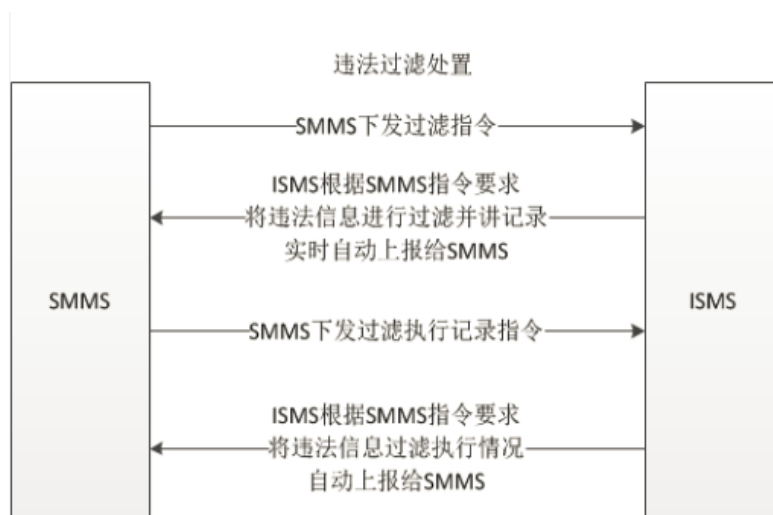 违法过滤处置
SMMS下发过滤指令
ISMS根据SMMS指令要求
将违法信息进行过滤并讲记录
实时自动上报给SMMS
SMMS
ISMS
SMMS下发过滤执行记录指令
ISMS根据SMMS指令要求
将违法信息过滤执行情况
自动上报给SMMS